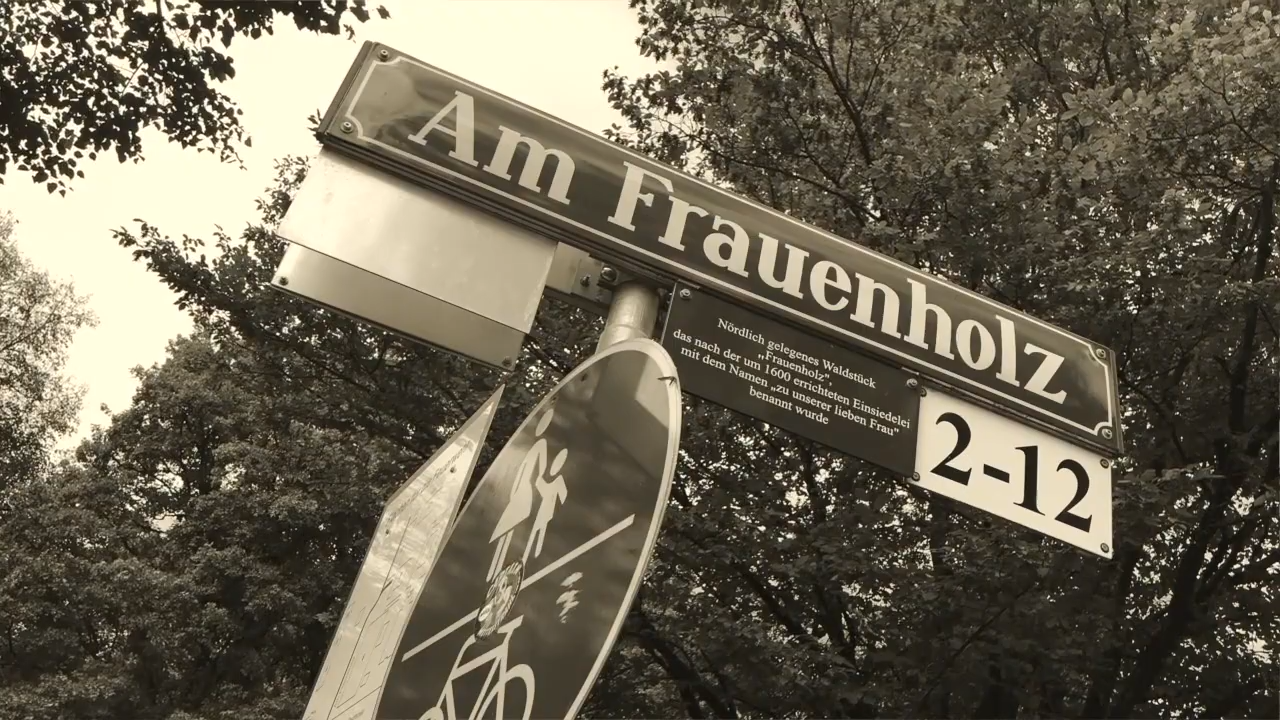 Am Frauenholz
Nördlich gelegenes Waldstück
„Frauenholz",
das nach der um 1600 errichteten Einsiedelei
mit dem Namen „zu unserer lieben Frau"
benannt wurde
2-12